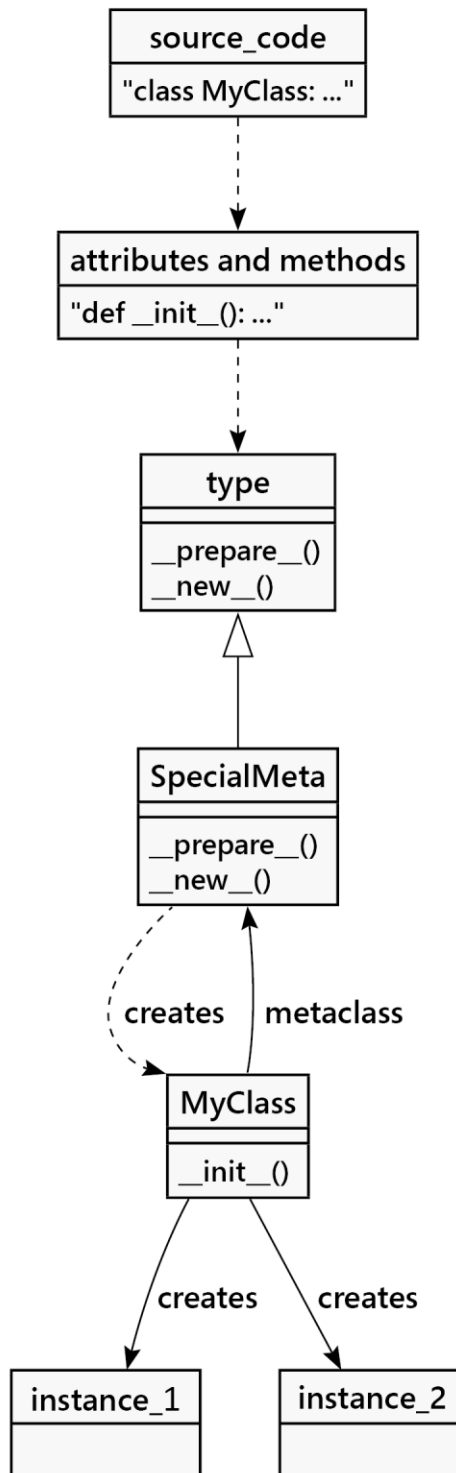 source_code
"class MyClass: ..."
attributes and methods
"def __init__(): ..."
type
__prepare__()
__new__()
SpecialMeta
__prepare__()
__new__()
creates
metaclass
MyClass
__init__()
creates
creates
instance_1
instance_2